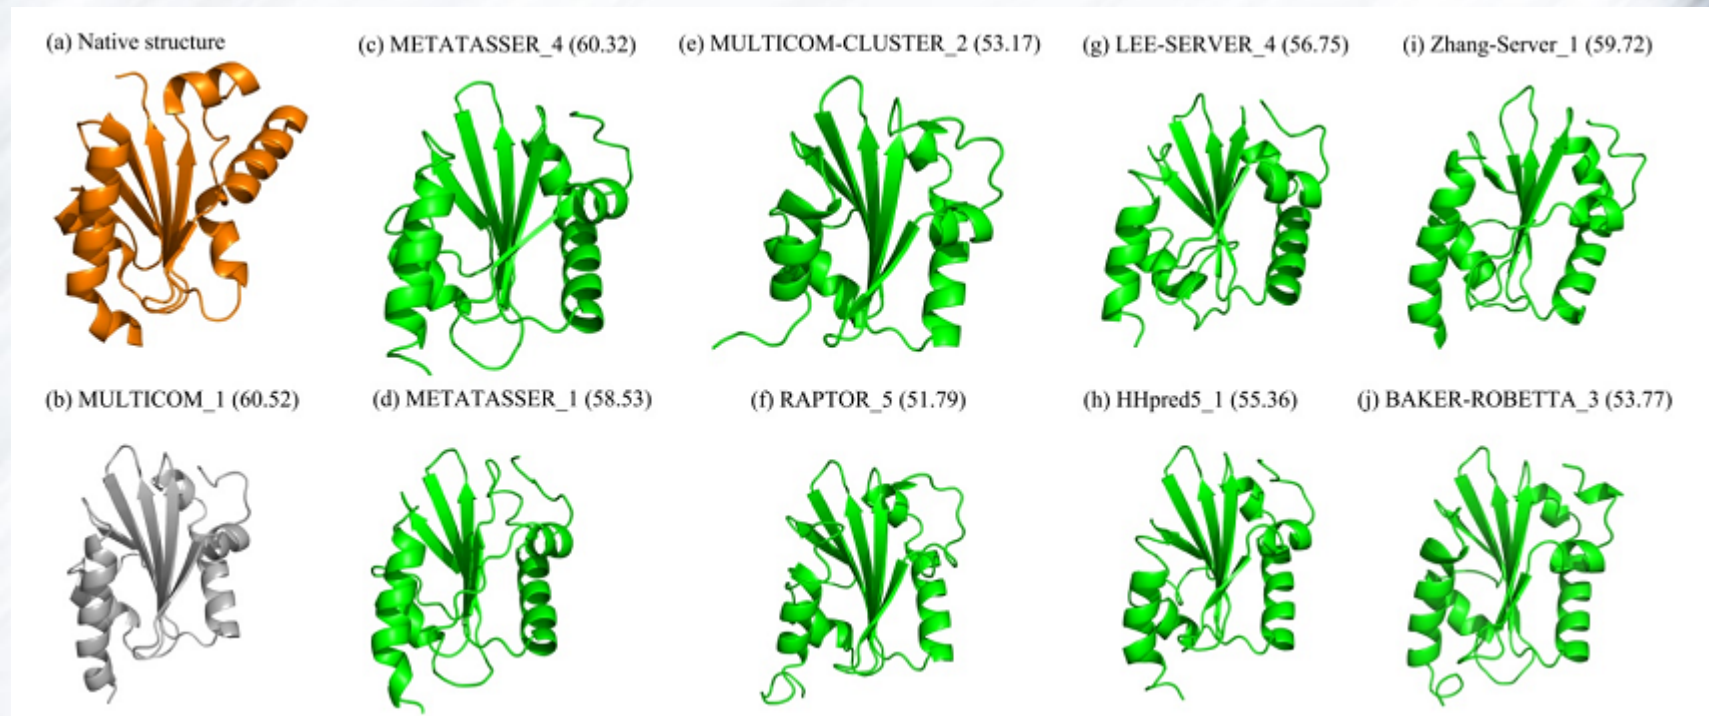 (a) Native structure
(c) METATASSER_4 (60.32)
(e) MULTICOM-CLUSTER_2 (53.17)
(g) LEE-SERVER_4 (56.75)
(i) Zhang-Server_1 (59.72)
(b) MULTICOM_1 (60.52)
(d) METATASSER_1 (58.53)
(f) RAPTOR_5 (51.79)
(h) HHpred5_1 (55.36)
(j) BAKER-ROBETTA_3 (53.77)